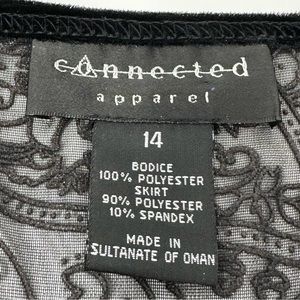 connected
apparel
14
BODICE
100% POLYESTER
SKIRT
90% POLYESTER
10% SPANDEX
MADE IN
SULTANATE OF OMAN